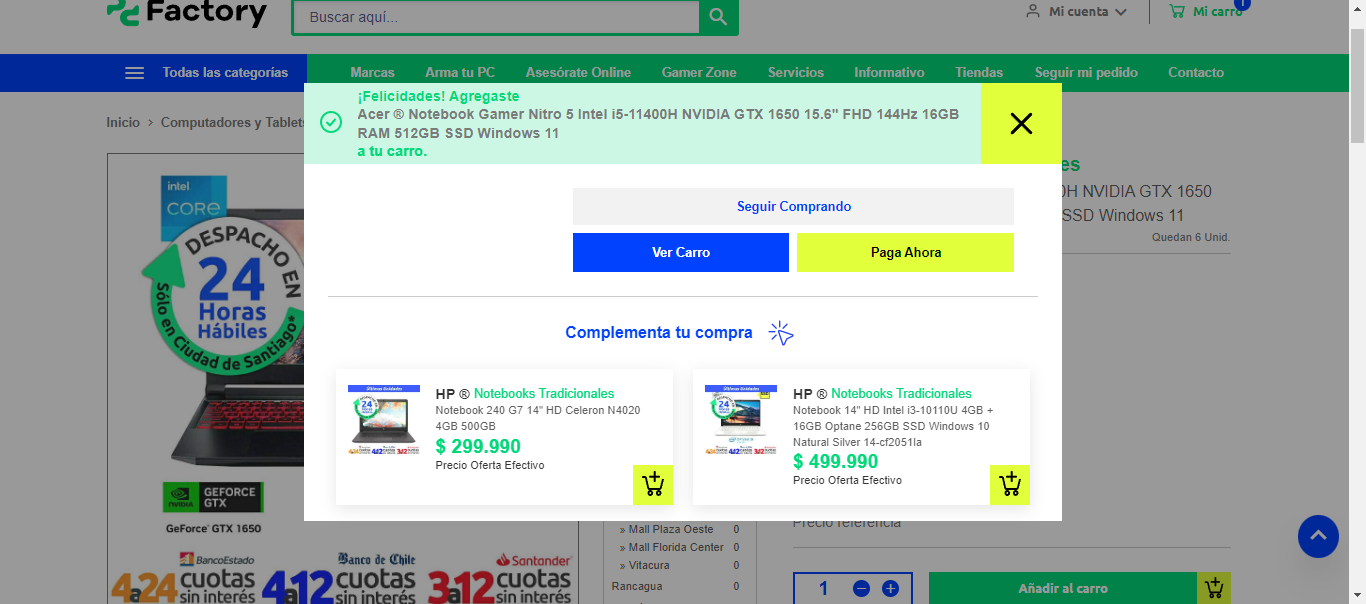 Factory
Buscar aquí...
Mi cuenta
Mi carro
1
Todas las categorías
Marcas
Arma tu PC
Asesórate Online
Gamer Zone
Servicios
Informativo
Tiendas
Seguir mi pedido
Contacto
Inicio > Computadores y Tablets
¡Felicidades! Agregaste
Acer ® Notebook Gamer Nitro 5 Intel i5-11400H NVIDIA GTX 1650 15.6" FHD 144Hz 16GB
RAM 512GB SSD Windows 11
a tu carro.
es
0H NVIDIA GTX 1650
SSD Windows 11
Quedan 6 Unid.
Seguir Comprando
Ver Carro
Paga Ahora
Complementa tu compra
HP ® Notebooks Tradicionales
Notebook 240 G7 14" HD Celeron N4020
4GB 500GB
$ 299.990
Precio Oferta Efectivo
HP ® Notebooks Tradicionales
Notebook 14" HD Intel i3-10110U 4GB +
16GB Optane 256GB SSD Windows 10
Natural Silver 14-cf2051la
$ 499.990
Precio Oferta Efectivo
intel
CORE
DESPACHO EN
24
Horas
Hábiles
Sólo en Ciudad de Santiago*
NVIDIA
GEFORCE
GTX
GeForce® GTX 1650
BancoEstado
4a24 cuotas
sin interés
Banco de Chile
4a12 cuotas
sin interés
Santander
3a12 cuotas
sin interés
» Mall Plaza Oeste 0
» Mall Florida Center 0
» Vitacura 0
Rancagua 0
Precio referencia
1
Añadir al carro